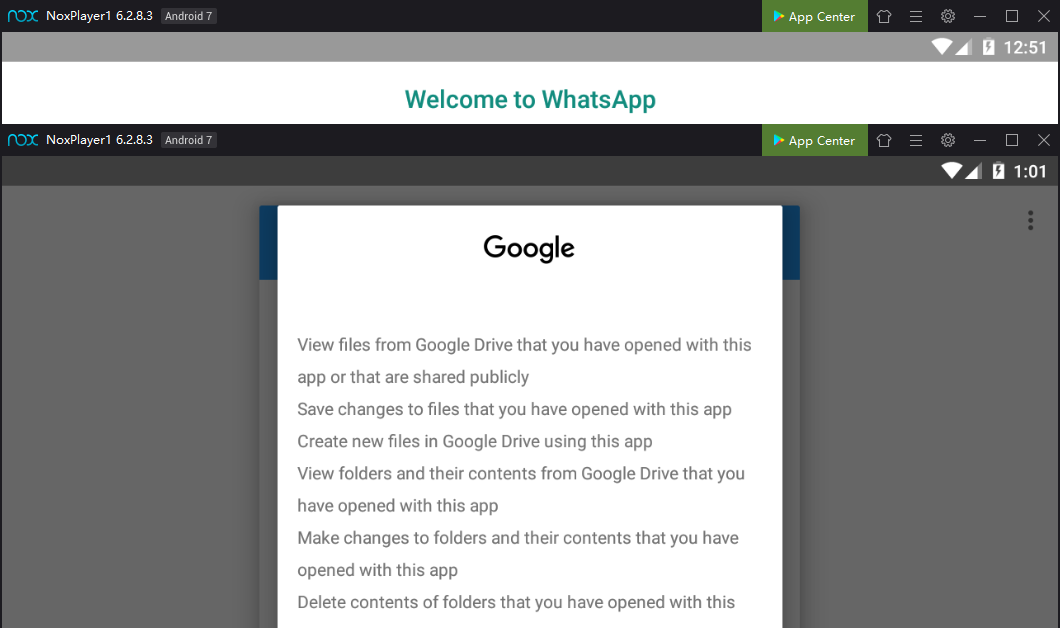 nox NoxPlayer1 6.2.8.3 Android 7 App Center
12:51
Welcome to WhatsApp
nox NoxPlayer1 6.2.8.3 Android 7 App Center
1:01
Google
View files from Google Drive that you have opened with this
app or that are shared publicly
Save changes to files that you have opened with this app
Create new files in Google Drive using this app
View folders and their contents from Google Drive that you
have opened with this app
Make changes to folders and their contents that you have
opened with this app
Delete contents of folders that you have opened with this